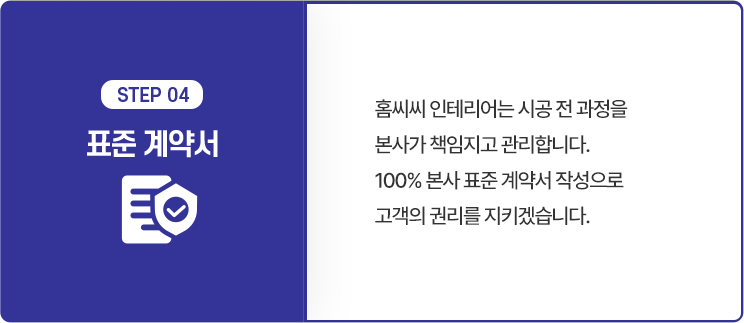 STEP 04
표준 계약서
홈씨씨 인테리어는 시공 전 과정을
본사가 책임지고 관리합니다.
100% 본사 표준 계약서 작성으로
고객의 권리를 지키겠습니다.